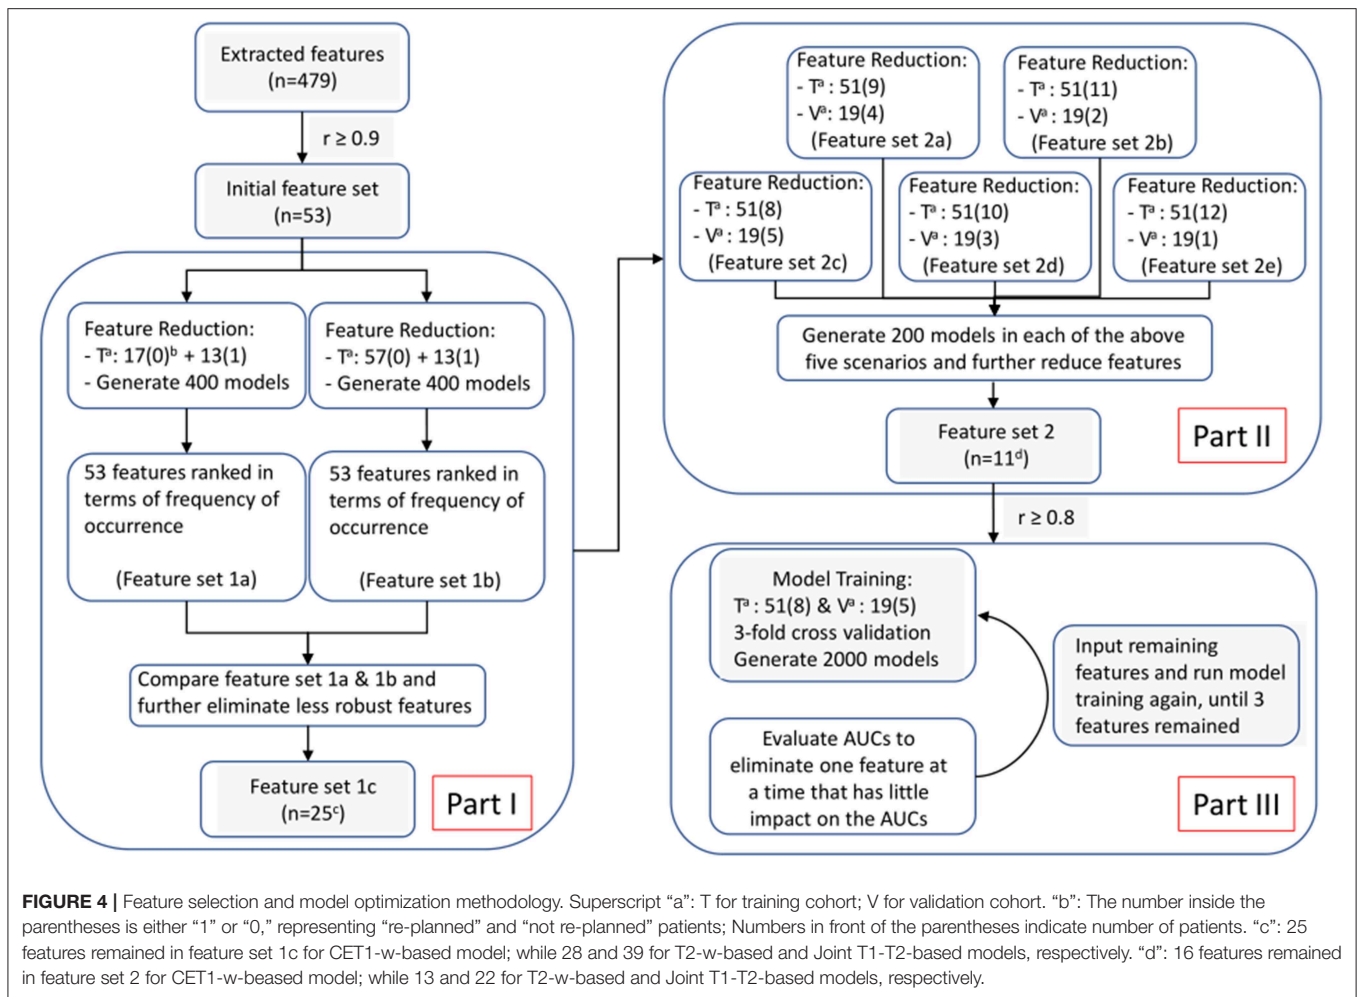 Extracted features
(n=479)
r ≥ 0.9
Initial feature set
(n=53)
Feature Reduction:
- Tᵃ: 17(0)ᵇ + 13(1)
- Generate 400 models
Feature Reduction:
- Tᵃ: 57(0) + 13(1)
- Generate 400 models
53 features ranked in
terms of frequency of
occurrence
(Feature set 1a)
53 features ranked in
terms of frequency of
occurrence
(Feature set 1b)
Compare feature set 1a & 1b and
further eliminate less robust features
Feature set 1c
(n=25ᶜ)
Part I
Feature Reduction:
- Tᵃ : 51(9)
- Vᵃ : 19(4)
(Feature set 2a)
Feature Reduction:
- Tᵃ : 51(11)
- Vᵃ : 19(2)
(Feature set 2b)
Feature Reduction:
- Tᵃ : 51(8)
- Vᵃ : 19(5)
(Feature set 2c)
Feature Reduction:
- Tᵃ : 51(10)
- Vᵃ : 19(3)
(Feature set 2d)
Feature Reduction:
- Tᵃ : 51(12)
- Vᵃ : 19(1)
(Feature set 2e)
Generate 200 models in each of the above
five scenarios and further reduce features
Feature set 2
(n=11ᵈ)
Part II
r ≥ 0.8
Model Training:
Tᵃ : 51(8) & Vᵃ : 19(5)
3-fold cross validation
Generate 2000 models
Input remaining
features and run model
training again, until 3
features remained
Evaluate AUCs to
eliminate one feature at
a time that has little
impact on the AUCs
Part III
FIGURE 4 | Feature selection and model optimization methodology. Superscript “a”: T for training cohort; V for validation cohort. “b”: The number inside the
parentheses is either “1” or “0,” representing “re-planned” and “not re-planned” patients; Numbers in front of the parentheses indicate number of patients. “c”: 25
features remained in feature set 1c for CET1-w-based model; while 28 and 39 for T2-w-based and Joint T1-T2-based models, respectively. “d”: 16 features remained
in feature set 2 for CET1-w-beased model; while 13 and 22 for T2-w-based and Joint T1-T2-based models, respectively.